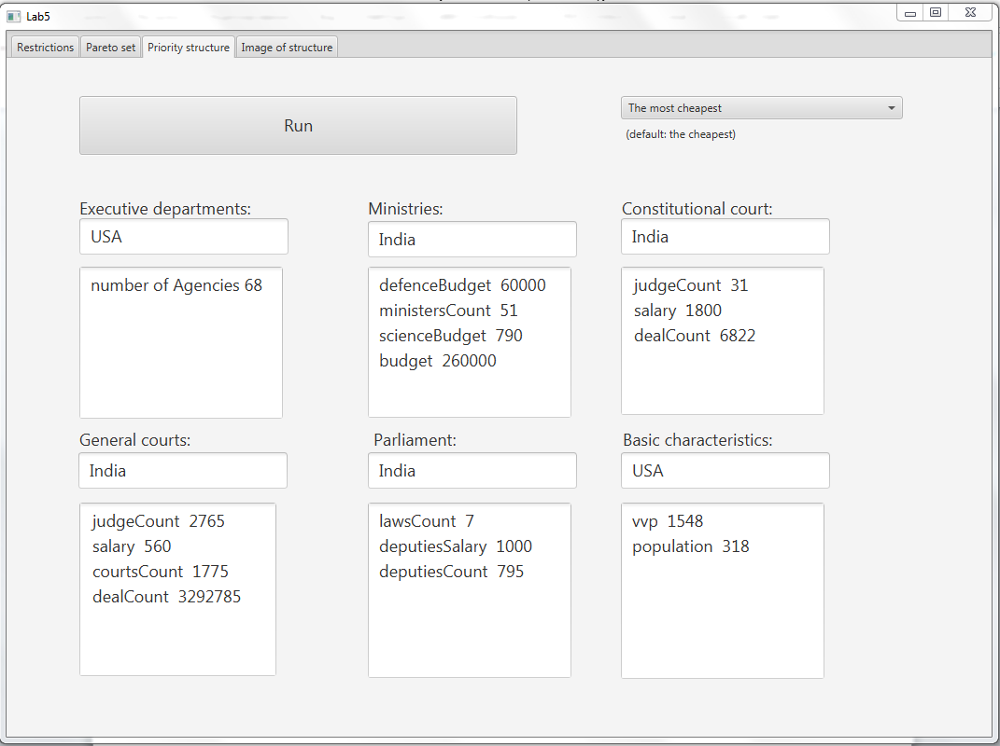 Lab5
Restrictions Pareto set Priority structure Image of structure
Run
The most cheapest
(default: the cheapest)
Executive departments:
USA
number of Agencies 68
Ministries:
India
defenceBudget 60000
ministersCount 51
scienceBudget 790
budget 260000
Constitutional court:
India
judgeCount 31
salary 1800
dealCount 6822
General courts:
India
judgeCount 2765
salary 560
courtsCount 1775
dealCount 3292785
Parliament:
India
lawsCount 7
deputiesSalary 1000
deputiesCount 795
Basic characteristics:
USA
vvp 1548
population 318